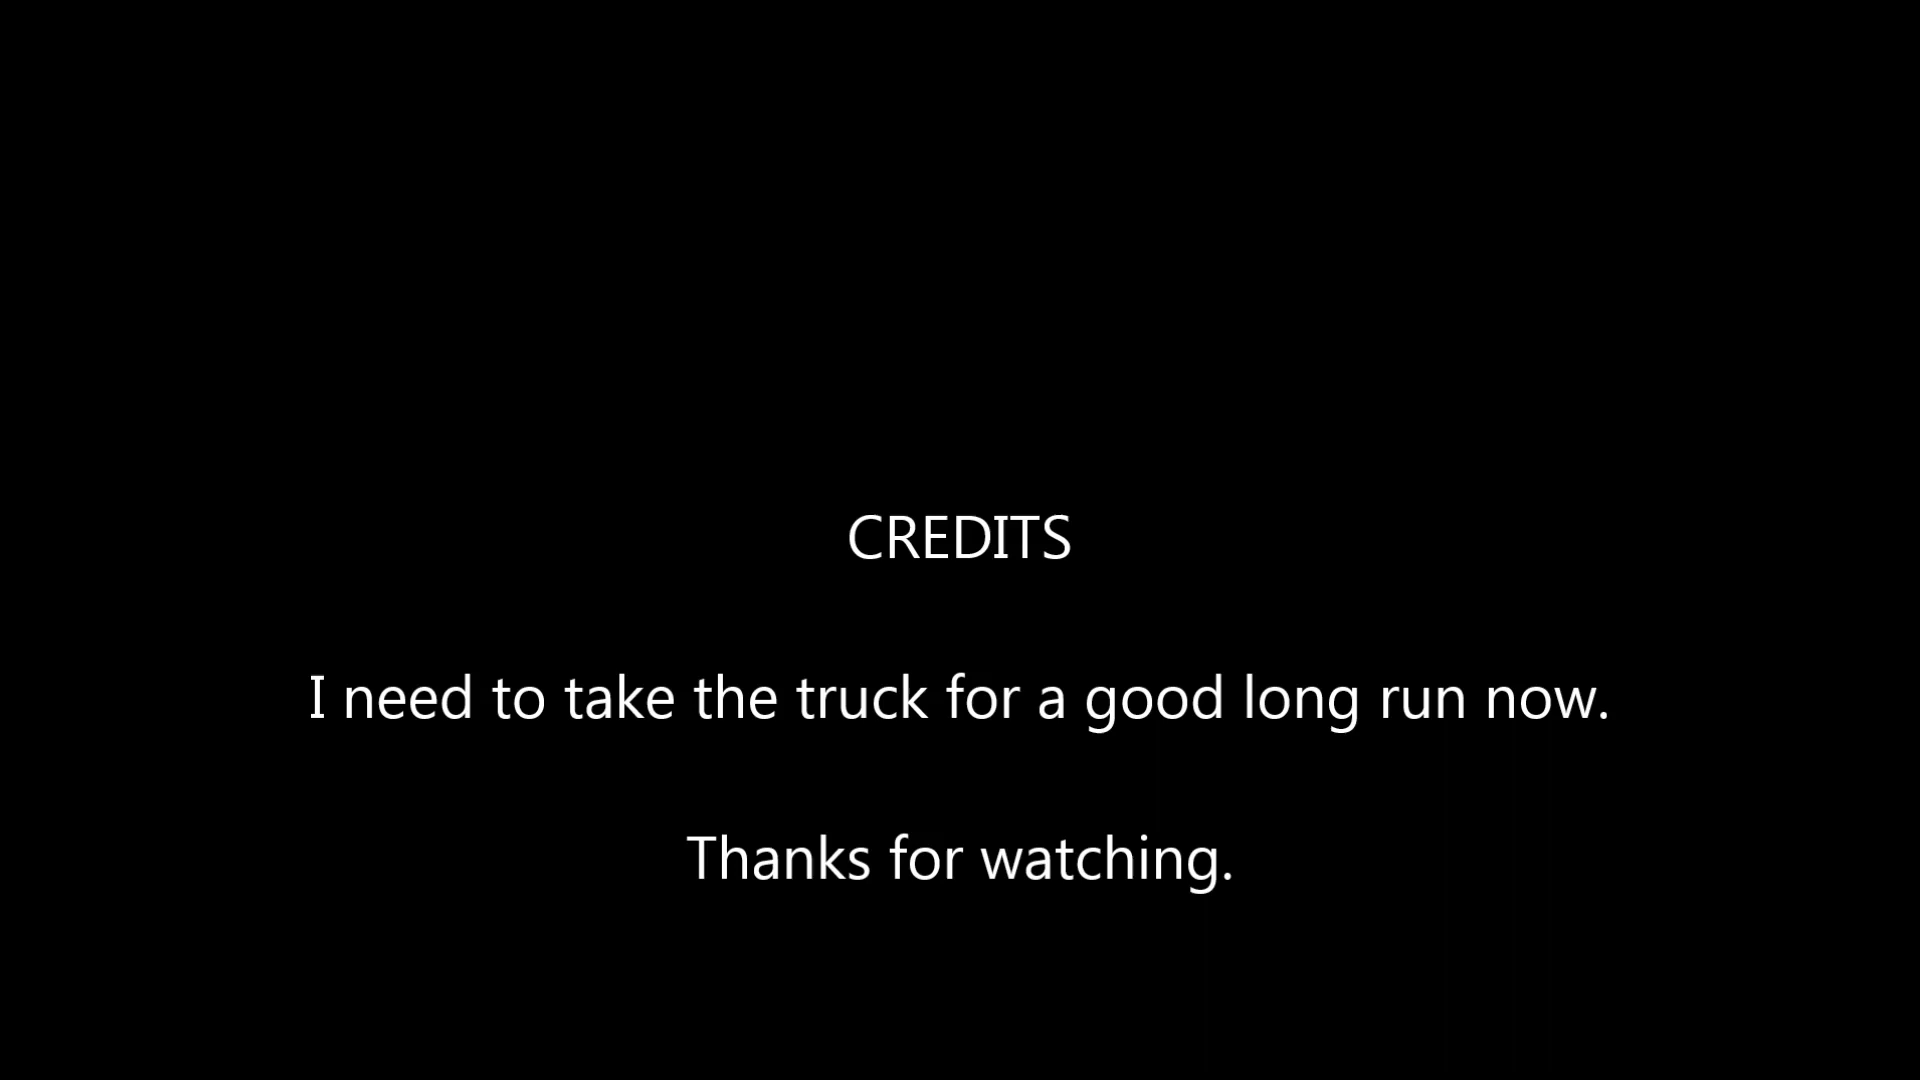 CREDITS
I need to take the truck for a good long run now.
Thanks for watching.